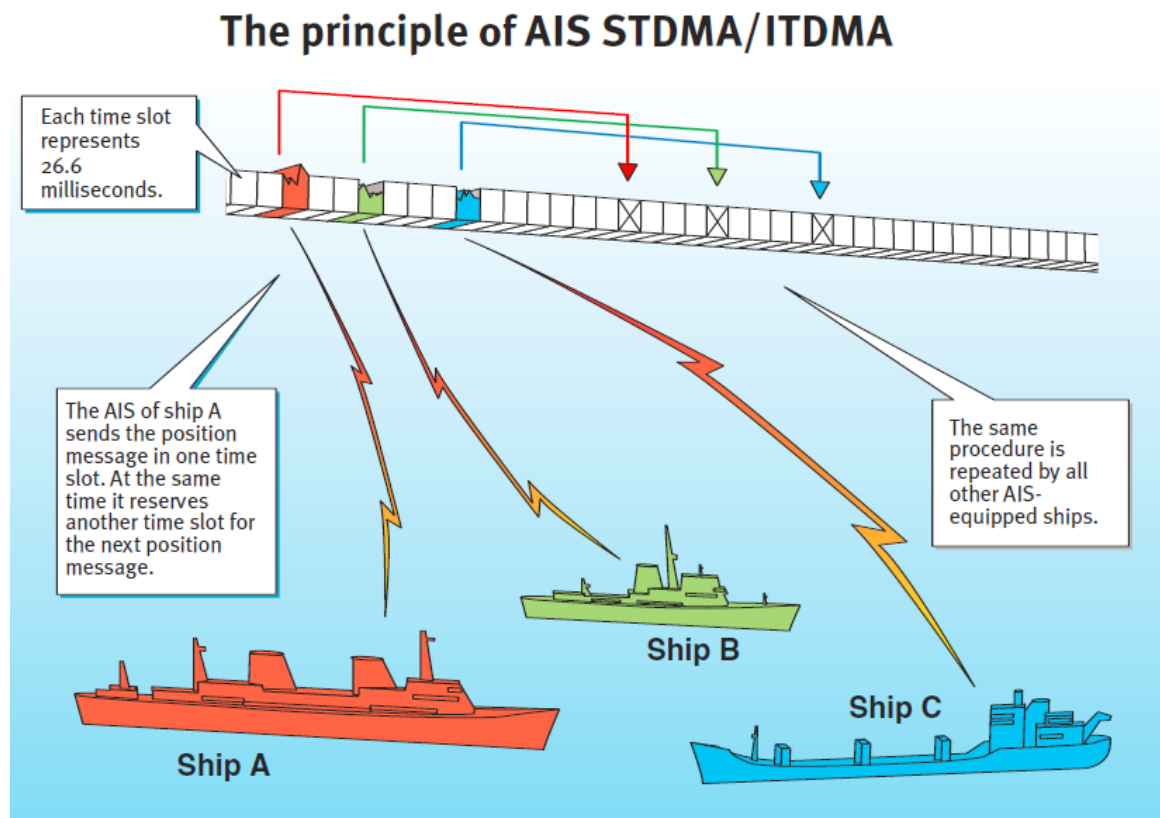 The principle of AIS STDMA/ITDMA
Each time slot
represents
26.6
milliseconds.
The AIS of ship A
sends the position
message in one time
slot. At the same
time it reserves
another time slot for
the next position
message.
The same
procedure is
repeated by all
other AIS-
equipped ships.
Ship B
Ship C
Ship A